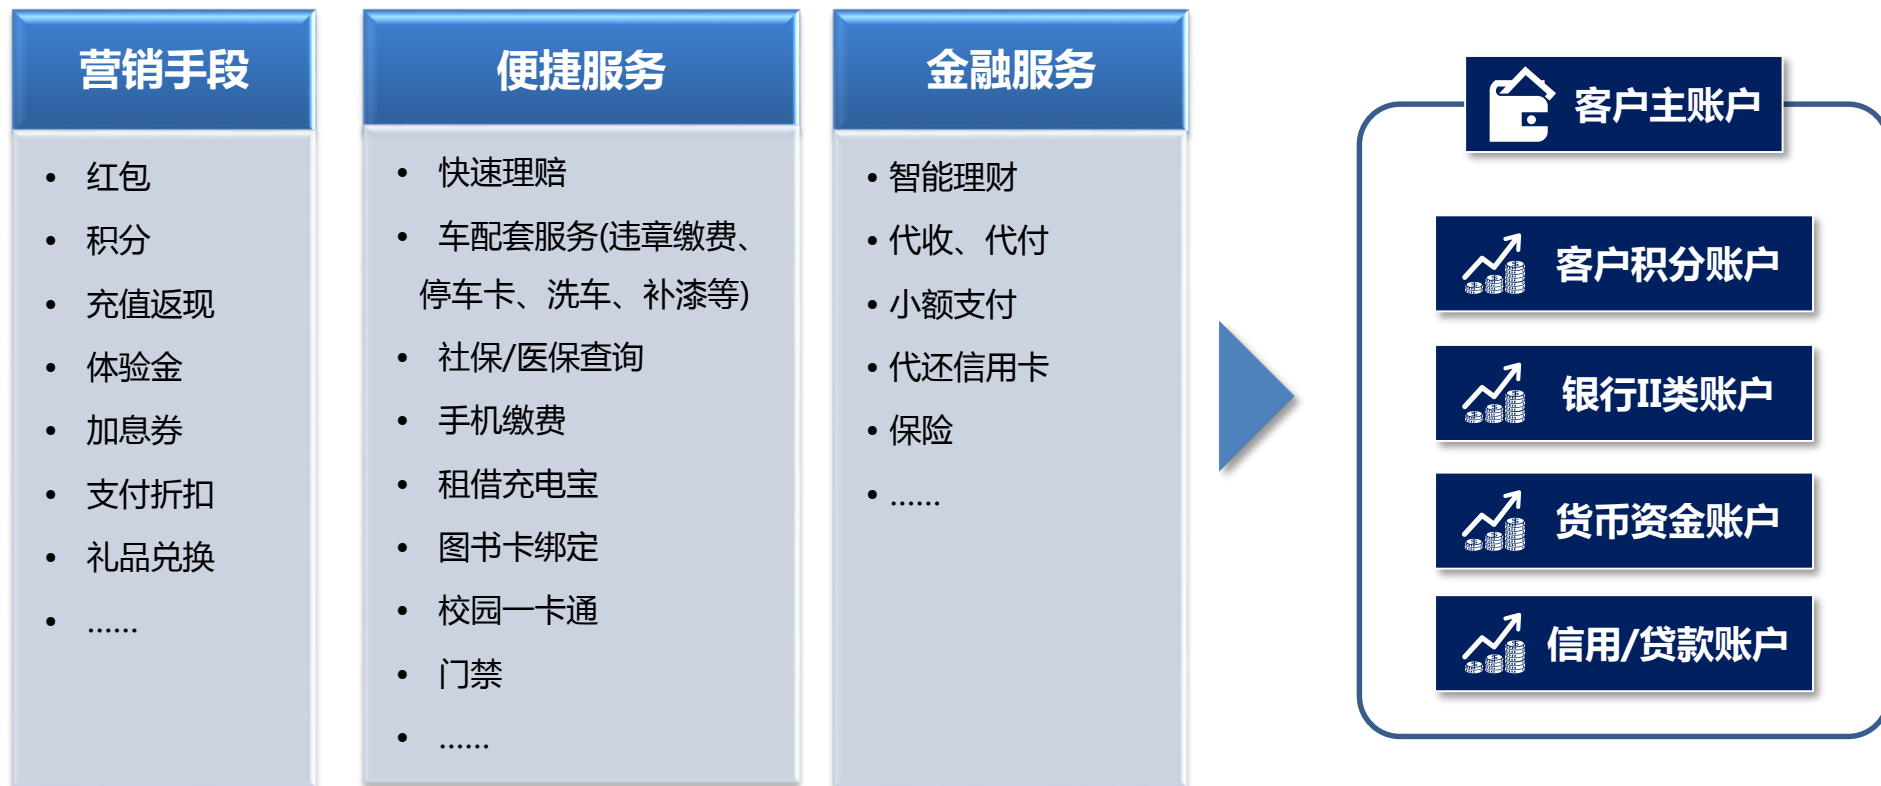 营销手段
• 红包
• 积分
• 充值返现
• 体验金
• 加息券
• 支付折扣
• 礼品兑换
• ......
便捷服务
• 快速理赔
• 车配套服务(违章缴费、
停车卡、洗车、补漆等)
• 社保/医保查询
• 手机缴费
• 租借充电宝
• 图书卡绑定
• 校园一卡通
• 门禁
• ......
金融服务
• 智能理财
• 代收、代付
• 小额支付
• 代还信用卡
• 保险
• ......
客户主账户
客户积分账户
银行II类账户
货币资金账户
信用/贷款账户